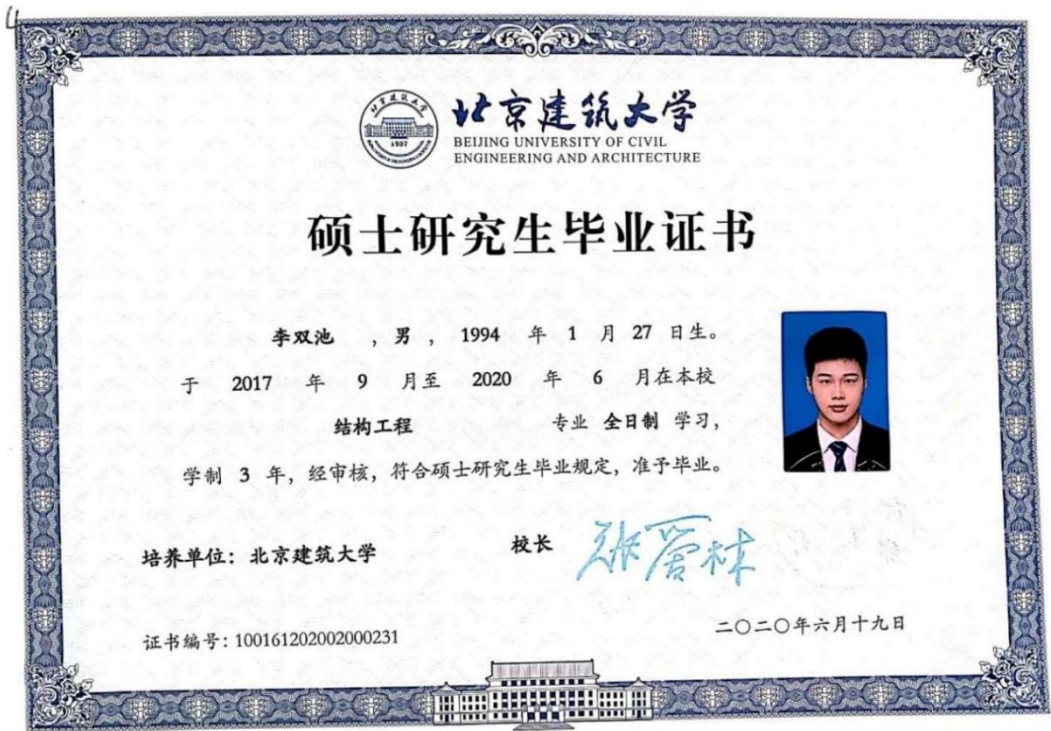 北京建筑大学
BEIJING UNIVERSITY OF CIVIL
ENGINEERING AND ARCHITECTURE
1907
硕士研究生毕业证书
李双池 , 男 , 1994 年 1 月 27 日生。
于 2017 年 9 月至 2020 年 6 月在本校
结构工程 专业 全日制 学习,
学制 3 年, 经审核, 符合硕士研究生毕业规定, 准予毕业。
培养单位: 北京建筑大学
校长
证书编号: 100161202002000231
二〇二〇年六月十九日